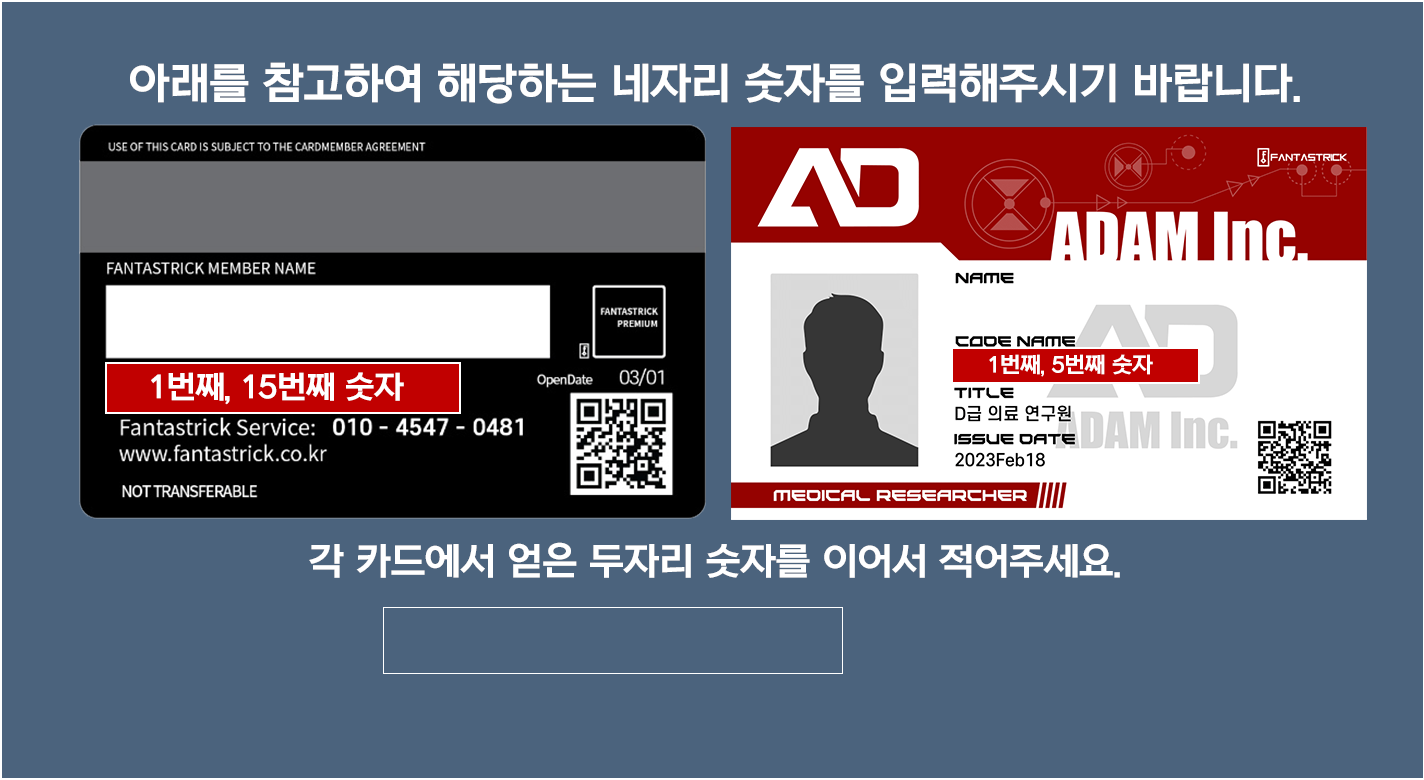 아래를 참고하여 해당하는 네자리 숫자를 입력해주시기 바랍니다.
USE OF THIS CARD IS SUBJECT TO THE CARDMEMBER AGREEMENT
FANTASTRICK MEMBER NAME
FANTASTRICK
PREMIUM
1번째, 15번째 숫자
OpenDate 03/01
Fantastrick Service: 010 - 4547 - 0481
www.fantastrick.co.kr
NOT TRANSFERABLE
AD
FANTASTRICK
ADAM Inc.
NAME
AD
CODE NAME
1번째, 5번째 숫자
TITLE
D급 의료 연구원
ADAM Inc.
ISSUE DATE
2023Feb18
MEDICAL RESEARCHER
각 카드에서 얻은 두자리 숫자를 이어서 적어주세요.